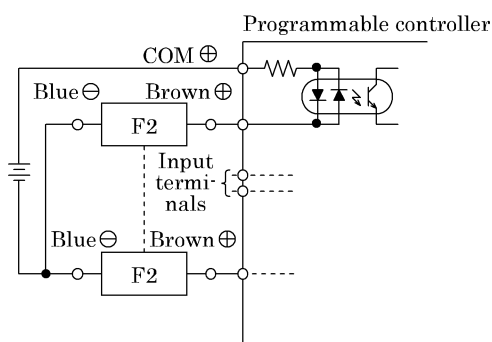 Programmable controller
COM ⊕
Blue ⊖ Brown ⊕
F2
Input
termi-
nals
Blue ⊖ Brown ⊕
F2